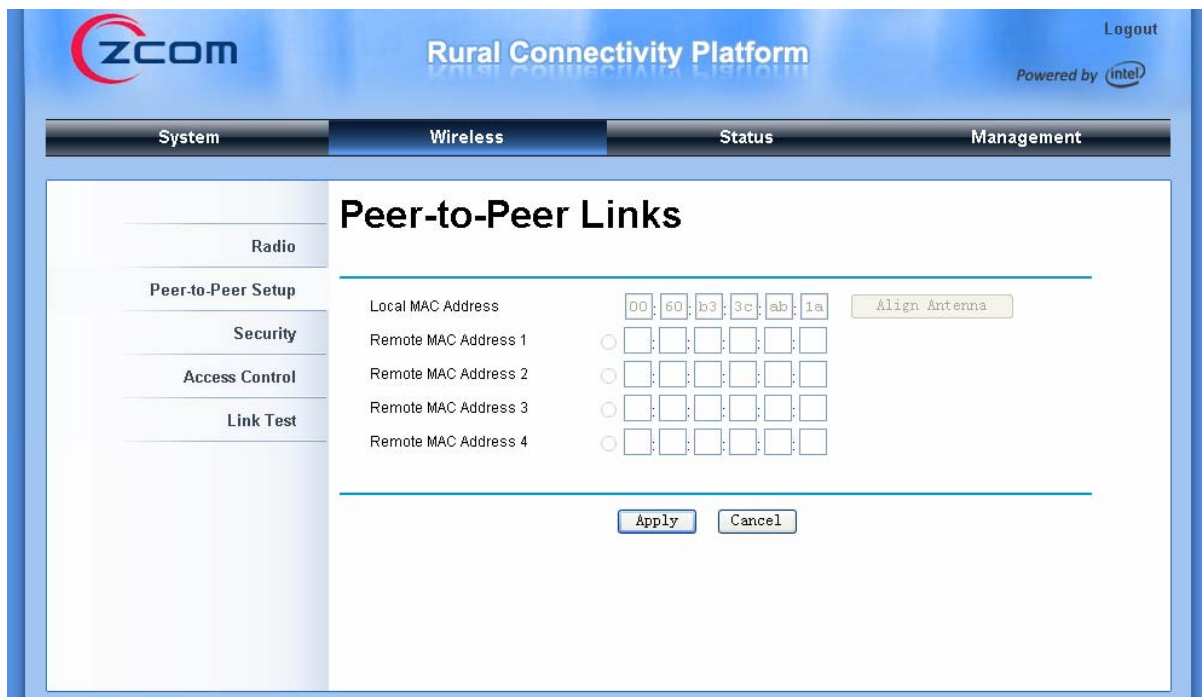 Logout
zcom
Rural Connectivity Platform
Powered by intel
System Wireless Status Management
Peer-to-Peer Links
Radio
Peer-to-Peer Setup
Security
Access Control
Link Test
Local MAC Address 00:60:b3:3c:ab:1a Align Antenna
Remote MAC Address 1 : : : : :
Remote MAC Address 2 : : : : :
Remote MAC Address 3 : : : : :
Remote MAC Address 4 : : : : :
Apply Cancel